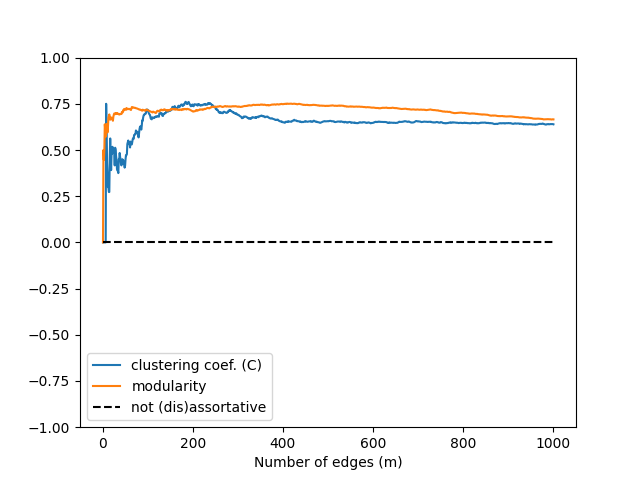 1.00
0.75
0.50
0.25
0.00
−0.25
−0.50
−0.75
−1.00
clustering coef. (C)
modularity
not (dis)assortative
0 200 400 600 800 1000
Number of edges (m)